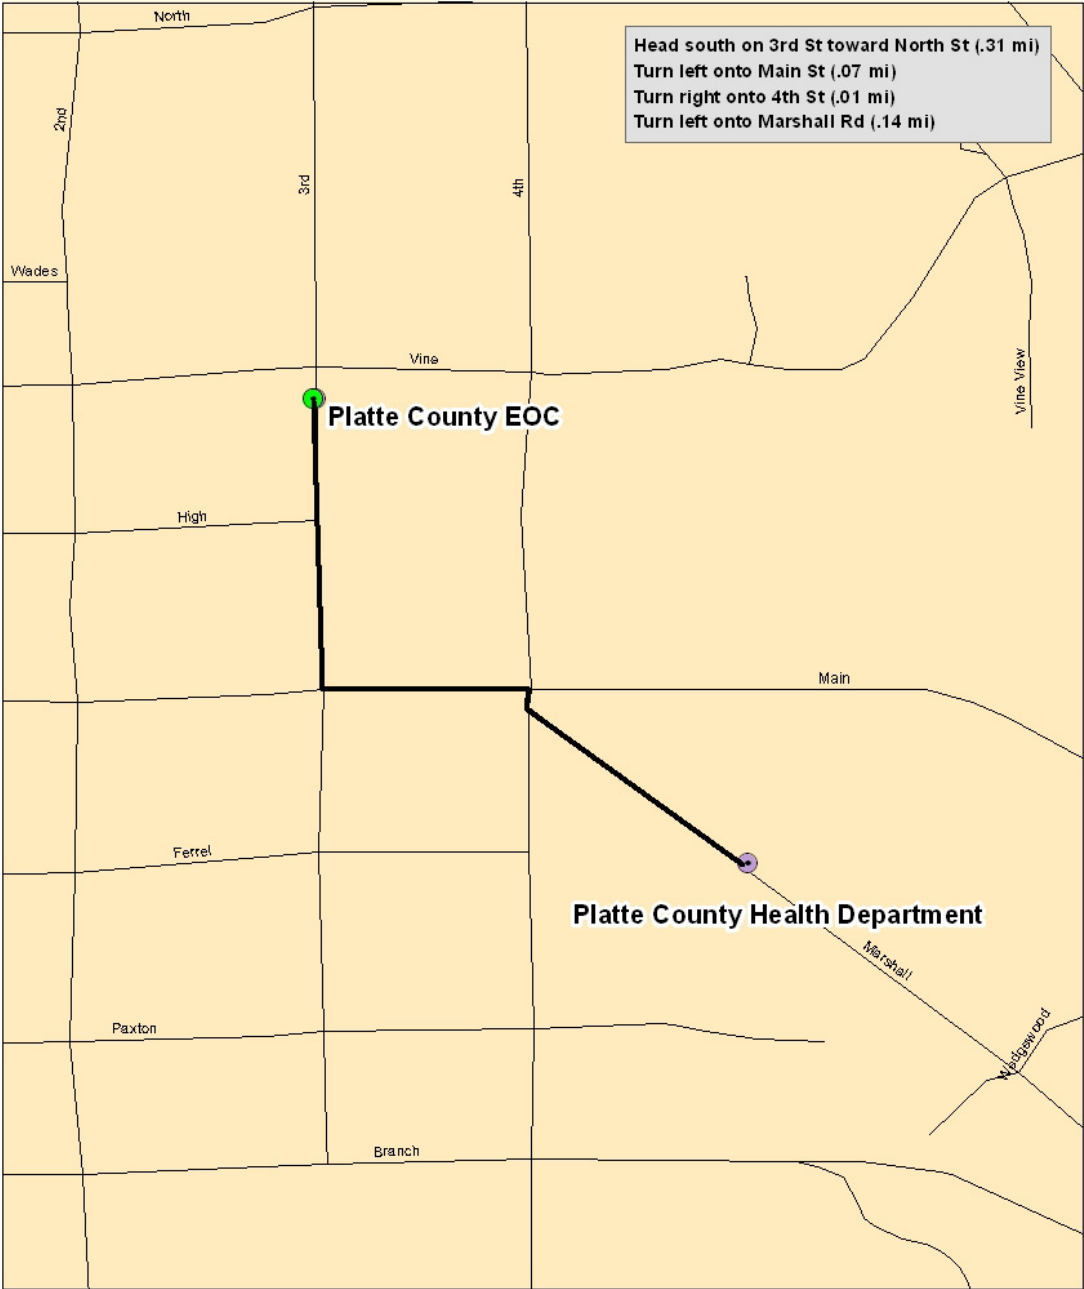 North
Head south on 3rd St toward North St (.31 mi)
Turn left onto Main St (.07 mi)
Turn right onto 4th St (.01 mi)
Turn left onto Marshall Rd (.14 mi)
2nd
3rd
4th
Wades
Vine
Vine View
Platte County EOC
High
Main
Ferrel
Platte County Health Department
Marshall
Wedgewood
Paxton
Branch